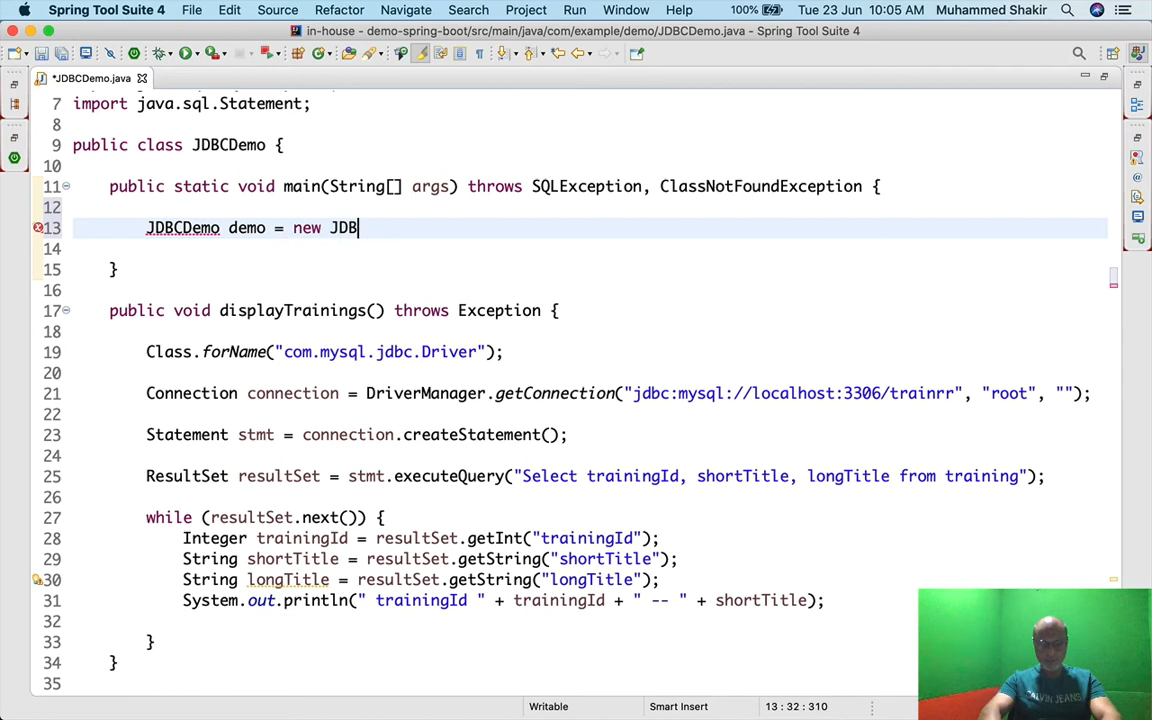 Spring Tool Suite 4 File Edit Source Refactor Navigate Search Project Run Window Help 100% Tue 23 Jun 10:05 AM Muhammed Shakir
in-house - demo-spring-boot/src/main/java/com/example/demo/JDBCDemo.java - Spring Tool Suite 4
*JDBCDemo.java
7 import java.sql.Statement;
8
9 public class JDBCDemo {
10
11 public static void main(String[] args) throws SQLException, ClassNotFoundException {
12
13 JDBCDemo demo = new JDB
14
15 }
16
17 public void displayTrainings() throws Exception {
18
19 Class.forName("com.mysql.jdbc.Driver");
20
21 Connection connection = DriverManager.getConnection("jdbc:mysql://localhost:3306/trainrr", "root", "");
22
23 Statement stmt = connection.createStatement();
24
25 ResultSet resultSet = stmt.executeQuery("Select trainingId, shortTitle, longTitle from training");
26
27 while (resultSet.next()) {
28 Integer trainingId = resultSet.getInt("trainingId");
29 String shortTitle = resultSet.getString("shortTitle");
30 String longTitle = resultSet.getString("longTitle");
31 System.out.println(" trainingId " + trainingId + " -- " + shortTitle);
32
33 }
34 }
35
Writable Smart Insert 13 : 32 : 310